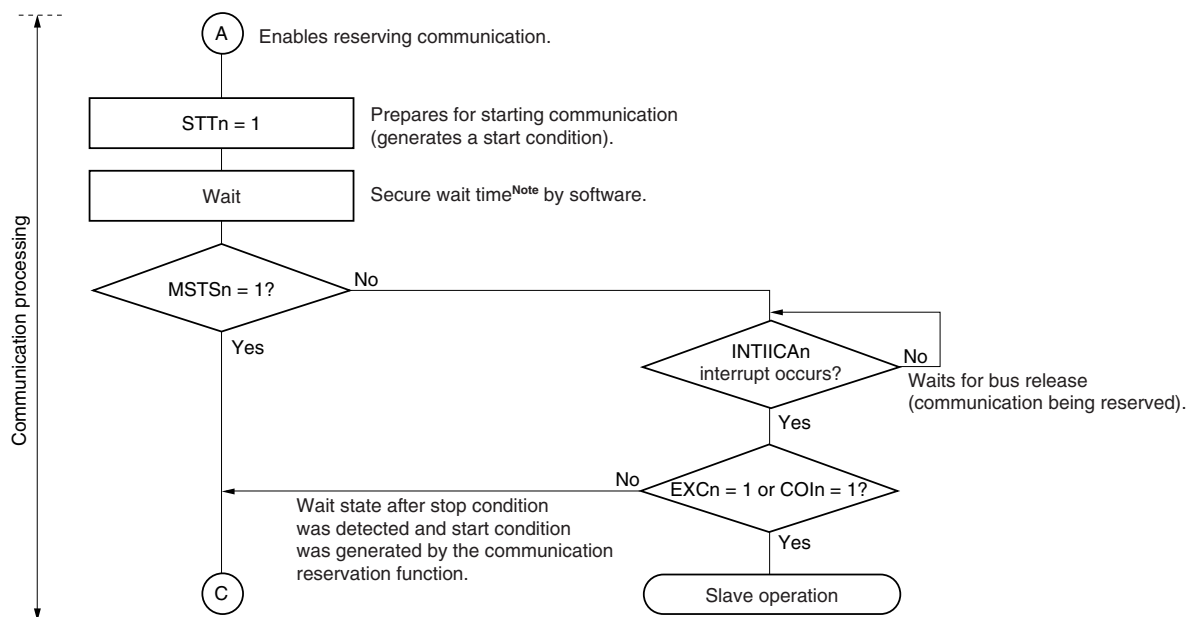 A
Enables reserving communication.
STTn = 1
Prepares for starting communication
(generates a start condition).
Wait
Secure wait timeNote by software.
Communication processing
MSTSn = 1?
No
Yes
INTIICAn
interrupt occurs?
No
Waits for bus release
(communication being reserved).
Yes
No
EXCn = 1 or COIn = 1?
Wait state after stop condition
was detected and start condition
was generated by the communication
reservation function.
Yes
C
Slave operation